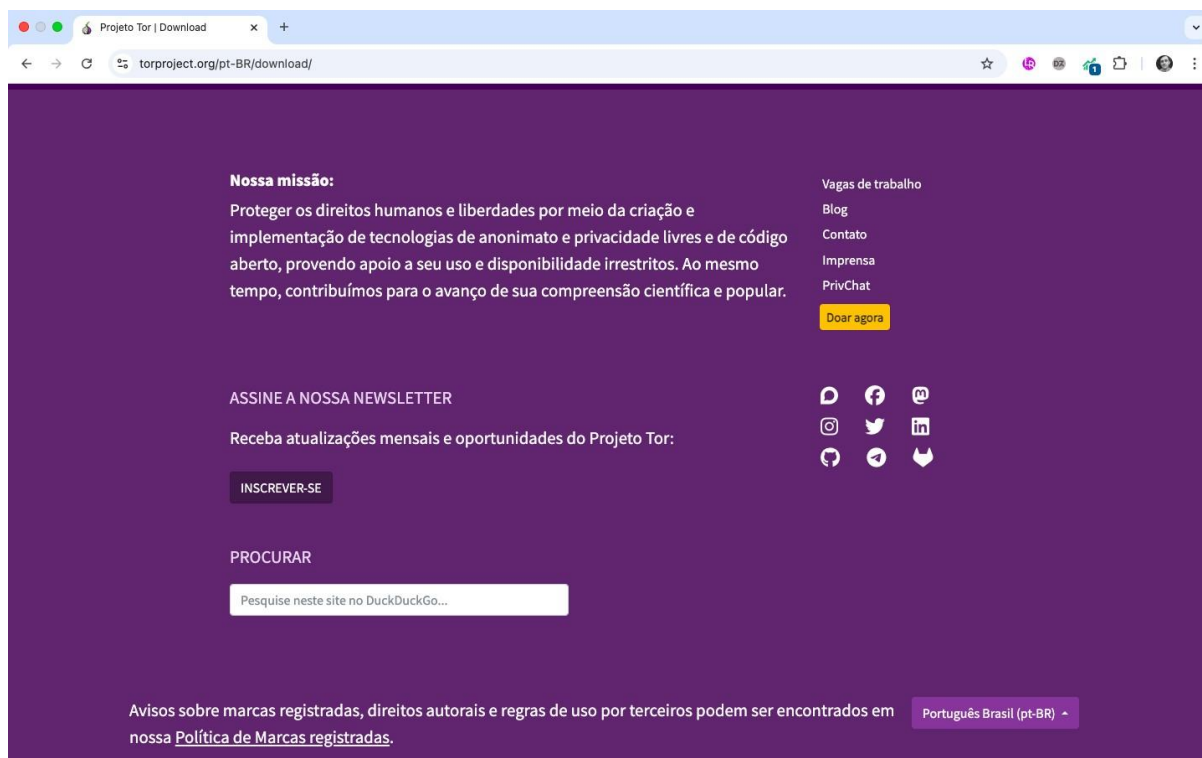 Projeto Tor | Download
torproject.org/pt-BR/download/
LR
DZ
1
Nossa missão:
Proteger os direitos humanos e liberdades por meio da criação e
implementação de tecnologias de anonimato e privacidade livres e de código
aberto, provendo apoio a seu uso e disponibilidade irrestritos. Ao mesmo
tempo, contribuímos para o avanço de sua compreensão científica e popular.
Vagas de trabalho
Blog
Contato
Imprensa
PrivChat
Doar agora
ASSINE A NOSSA NEWSLETTER
Receba atualizações mensais e oportunidades do Projeto Tor:
INSCREVER-SE
PROCURAR
Pesquise neste site no DuckDuckGo...
Avisos sobre marcas registradas, direitos autorais e regras de uso por terceiros podem ser encontrados em
nossa Política de Marcas registradas.
Português Brasil (pt-BR)